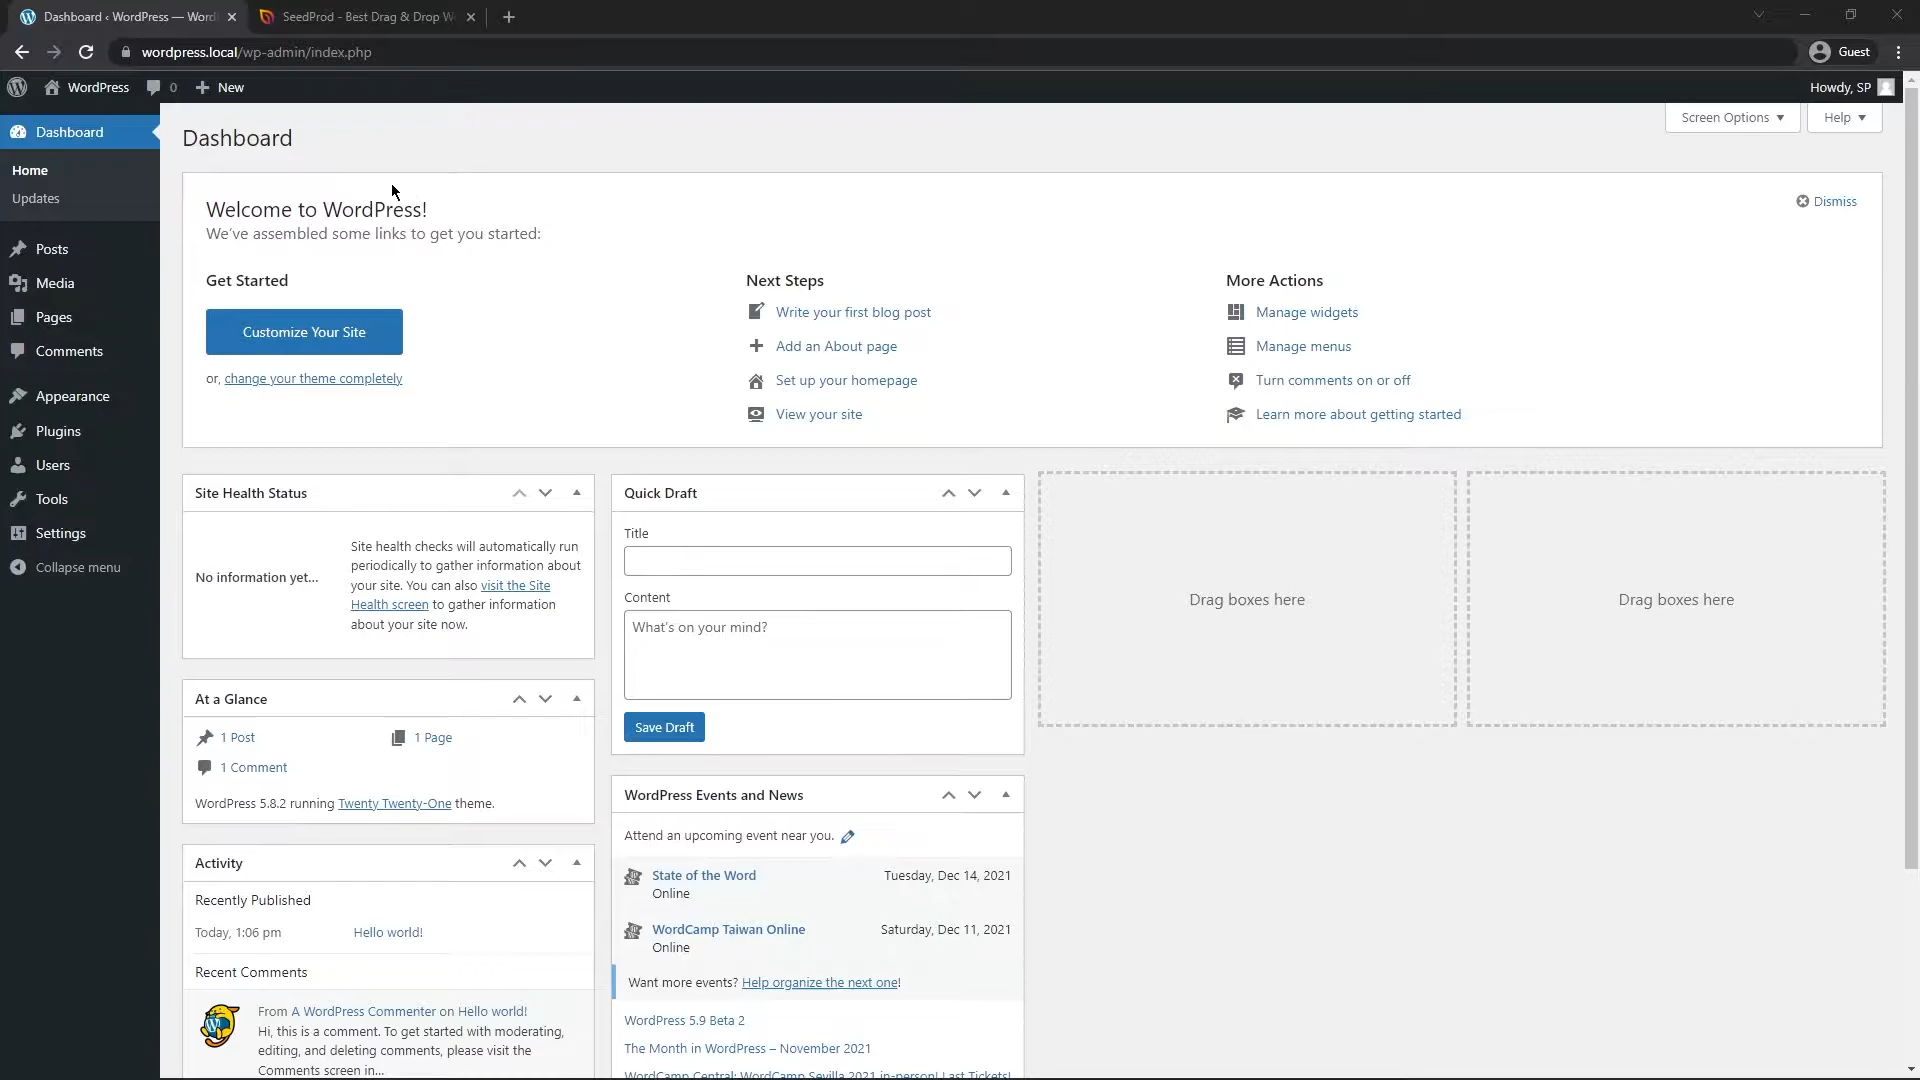 Dashboard ‹ WordPress — Word
SeedProd - Best Drag & Drop W
wordpress.local/wp-admin/index.php
Guest
WordPress
0
New
Howdy, SP
Dashboard
Home
Updates
Posts
Media
Pages
Comments
Appearance
Plugins
Users
Tools
Settings
Collapse menu
Dashboard
Screen Options
Help
Welcome to WordPress!
We've assembled some links to get you started:
Dismiss
Get Started
Customize Your Site
or, change your theme completely
Next Steps
Write your first blog post
Add an About page
Set up your homepage
View your site
More Actions
Manage widgets
Manage menus
Turn comments on or off
Learn more about getting started
Site Health Status
No information yet...
Site health checks will automatically run
periodically to gather information about
your site. You can also visit the Site
Health screen to gather information
about your site now.
At a Glance
1 Post
1 Page
1 Comment
WordPress 5.8.2 running Twenty Twenty-One theme.
Activity
Recently Published
Today, 1:06 pm
Hello world!
Recent Comments
From A WordPress Commenter on Hello world!
Hi, this is a comment. To get started with moderating,
editing, and deleting comments, please visit the
Comments screen in...
Quick Draft
Title
Content
What's on your mind?
Save Draft
WordPress Events and News
Attend an upcoming event near you.
State of the Word
Tuesday, Dec 14, 2021
Online
WordCamp Taiwan Online
Saturday, Dec 11, 2021
Online
Want more events? Help organize the next one!
WordPress 5.9 Beta 2
The Month in WordPress – November 2021
WordCamp Central: WordCamp Sevilla 2021 in-person! Last Tickets!
Drag boxes here
Drag boxes here